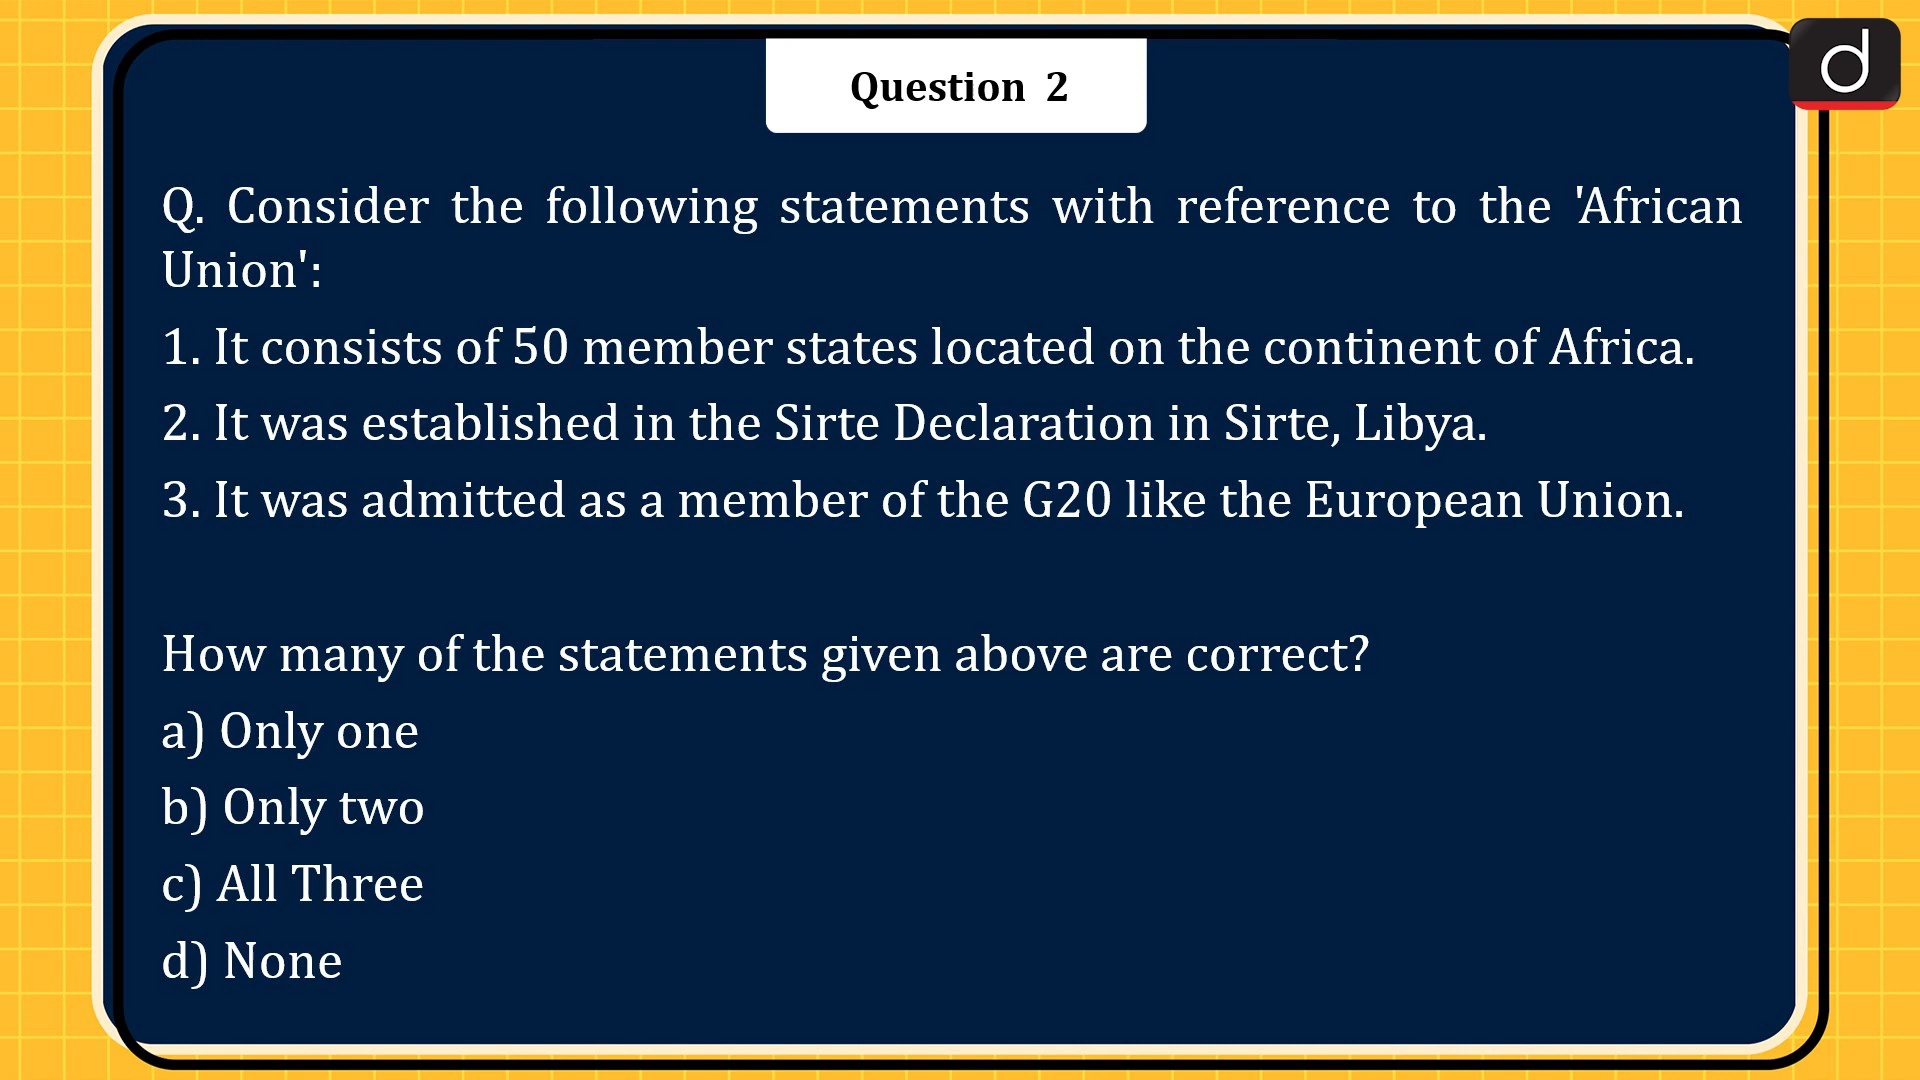 Question 2
Q. Consider the following statements with reference to the 'African
Union':
1. It consists of 50 member states located on the continent of Africa.
2. It was established in the Sirte Declaration in Sirte, Libya.
3. It was admitted as a member of the G20 like the European Union.
How many of the statements given above are correct?
a) Only one
b) Only two
c) All Three
d) None
d